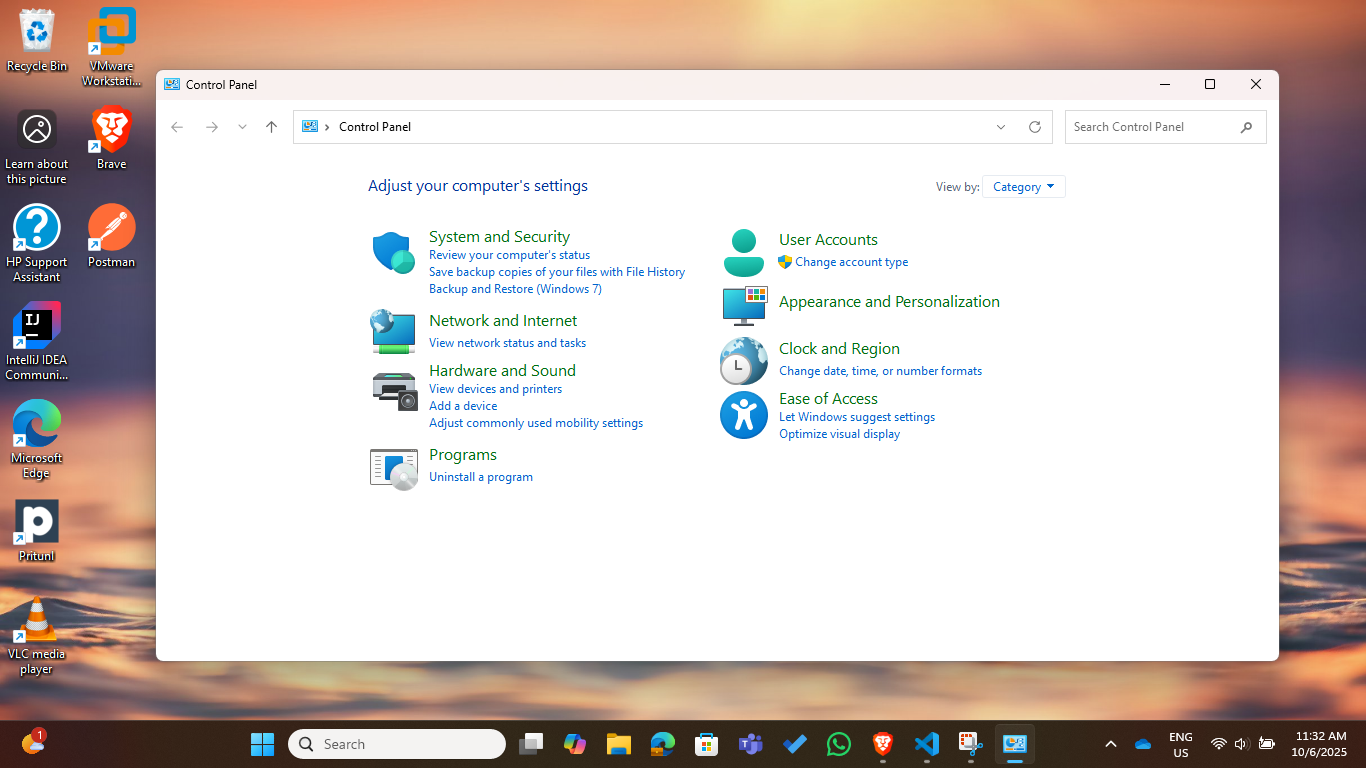 Recycle Bin
VMware
Workstati...
Learn about
this picture
Brave
HP Support
Assistant
Postman
IJ
IntelliJ IDEA
Communi...
Microsoft
Edge
Pritunl
VLC media
player
Control Panel
Control Panel
Search Control Panel
Adjust your computer's settings
View by: Category
System and Security
Review your computer's status
Save backup copies of your files with File History
Backup and Restore (Windows 7)
Network and Internet
View network status and tasks
Hardware and Sound
View devices and printers
Add a device
Adjust commonly used mobility settings
Programs
Uninstall a program
User Accounts
Change account type
Appearance and Personalization
Clock and Region
Change date, time, or number formats
Ease of Access
Let Windows suggest settings
Optimize visual display
1
Search
ENG
US
11:32 AM
10/6/2025